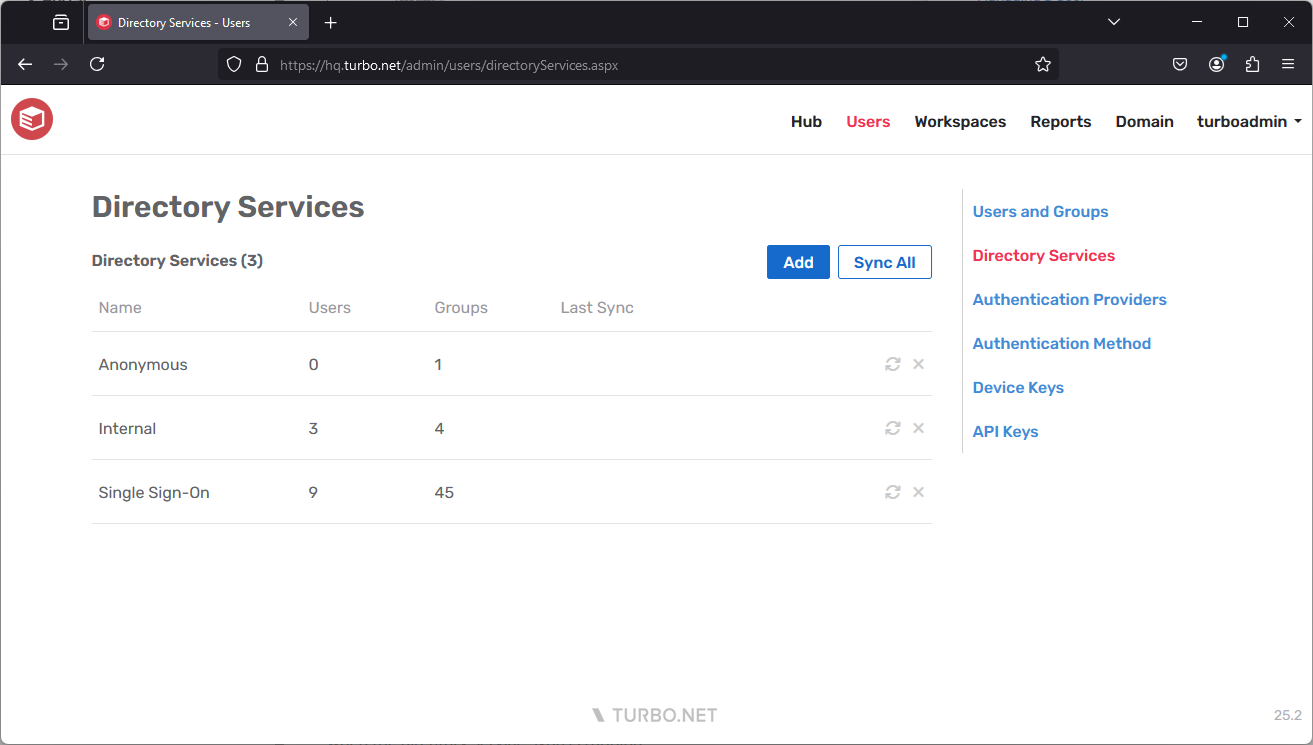 Directory Services - Users
https://hq.turbo.net/admin/users/directoryServices.aspx
Hub Users Workspaces Reports Domain turboadmin
Directory Services
Directory Services (3) Add Sync All
Name Users Groups Last Sync
Anonymous 0 1
Internal 3 4
Single Sign-On 9 45
Users and Groups
Directory Services
Authentication Providers
Authentication Method
Device Keys
API Keys
TURBO.NET
25.2